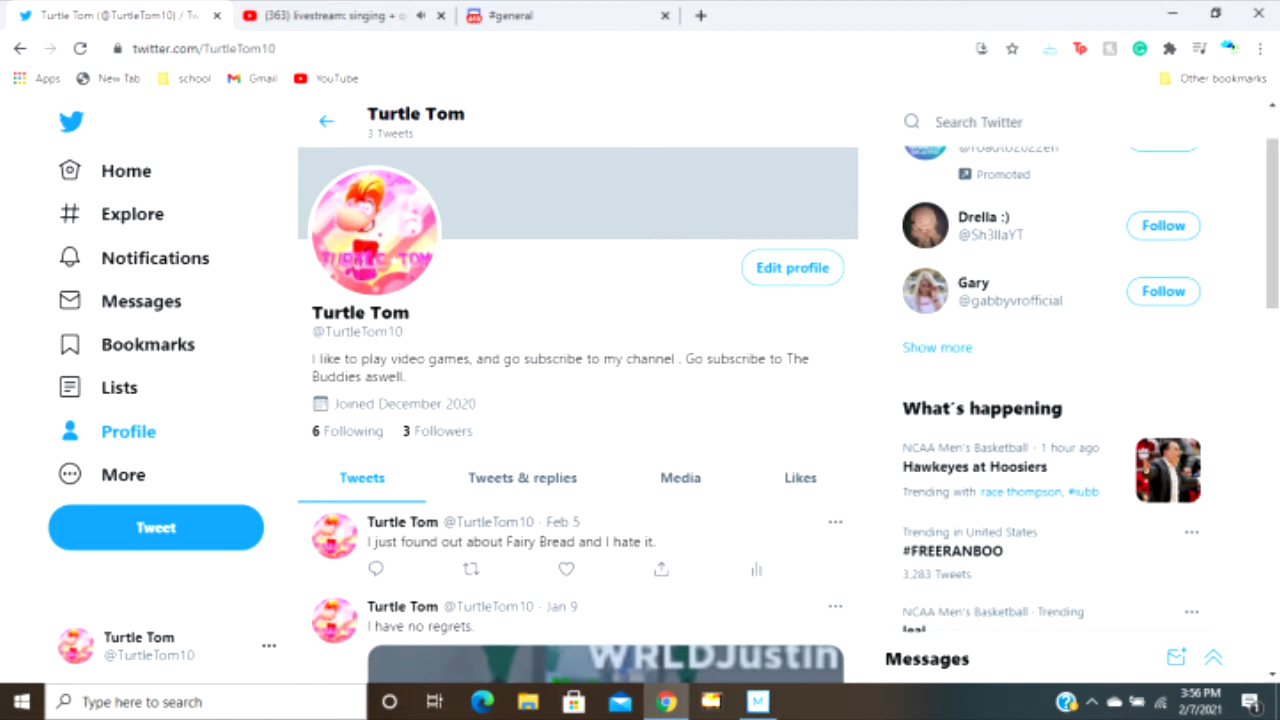 Turtle Tom (@TurtleTom10) / Tw
(363) livestream: singing +
#general
twitter.com/TurtleTom10
Apps
New Tab
school
Gmail
YouTube
Other bookmarks
Home
Explore
Notifications
Messages
Bookmarks
Lists
Profile
More
Tweet
Turtle Tom
@TurtleTom10
Turtle Tom
3 Tweets
TURTLE TOM
Edit profile
Turtle Tom
@TurtleTom10
I like to play video games, and go subscribe to my channel . Go subscribe to The
Buddies aswell.
Joined December 2020
6 Following 3 Followers
Tweets
Tweets & replies
Media
Likes
Turtle Tom @TurtleTom10 · Feb 5
I just found out about Fairy Bread and I hate it.
Turtle Tom @TurtleTom10 · Jan 9
I have no regrets.
WRLDJustin
Search Twitter
Promoted
Drella :)
@Sh3llaYT
Follow
Gary
@gabbyvrofficial
Follow
Show more
What's happening
NCAA Men's Basketball · 1 hour ago
Hawkeyes at Hoosiers
Trending with race thompson, #iubb
Trending in United States
#FREERANBOO
3,283 Tweets
NCAA Men's Basketball · Trending
Messages
Type here to search
3:56 PM
2/7/2021